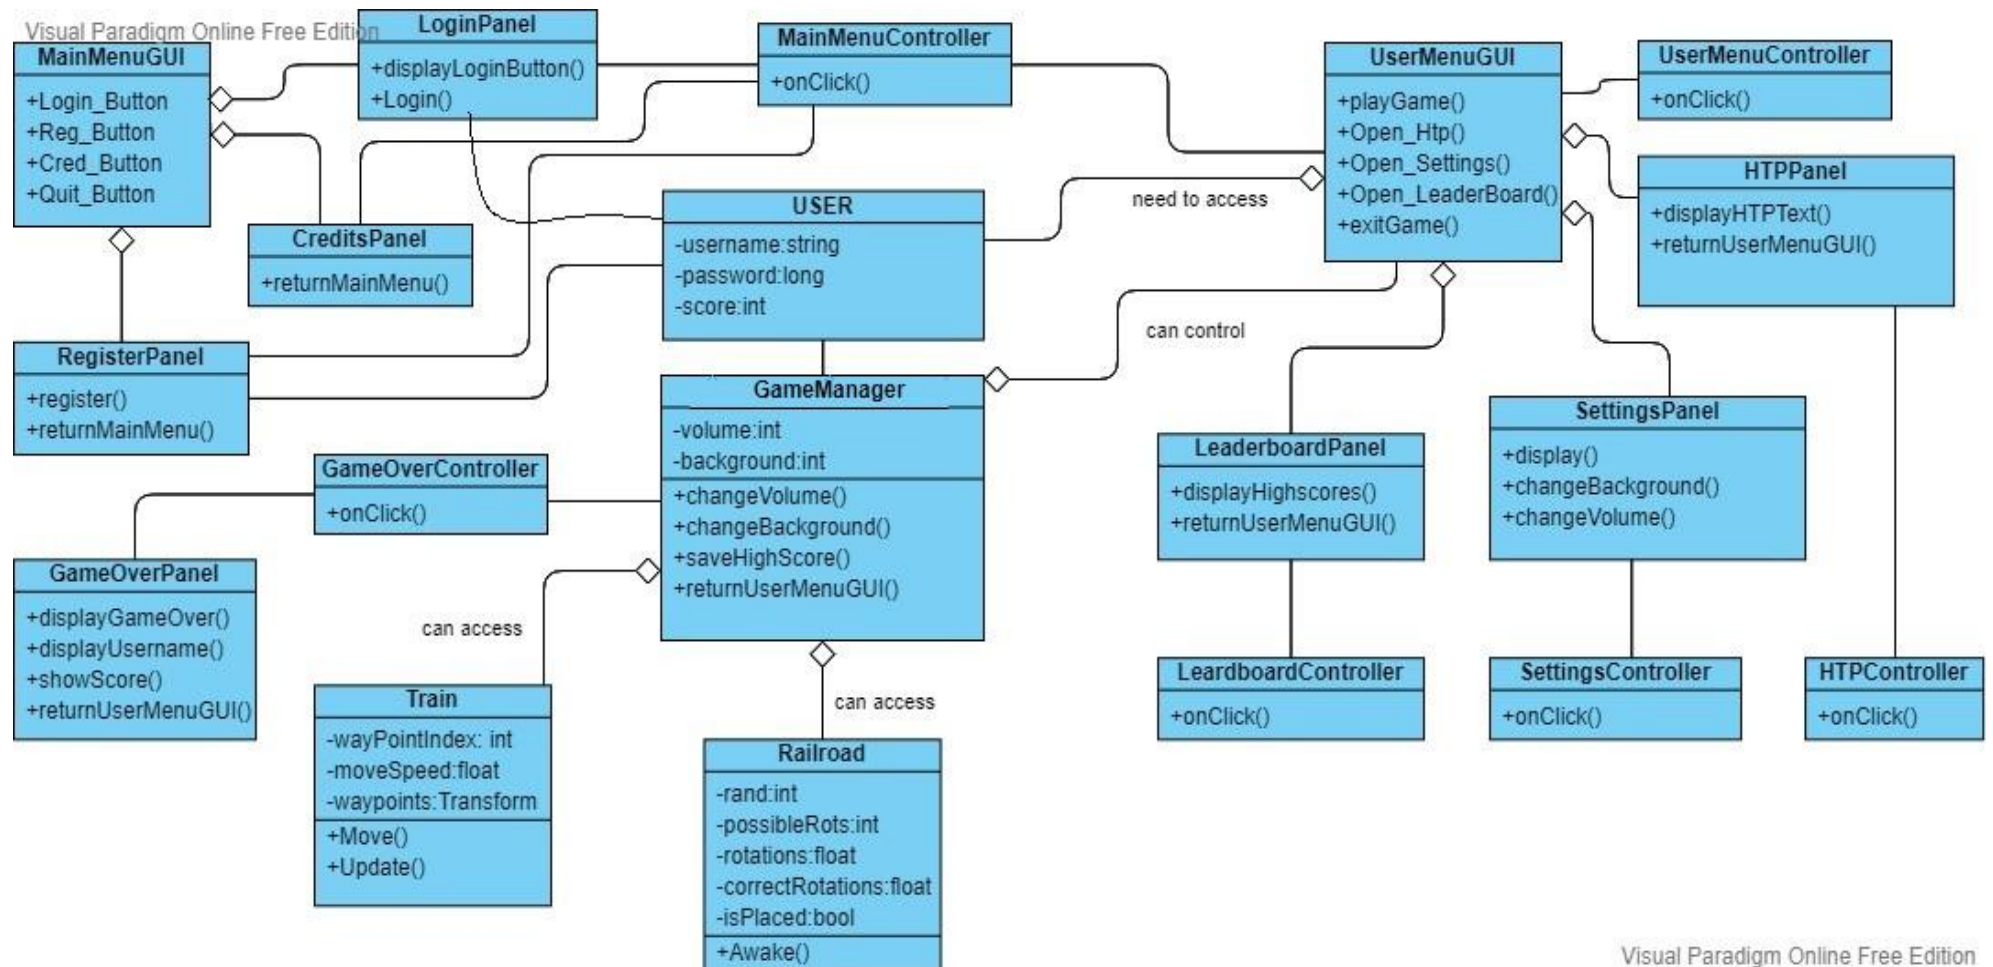 Visual Paradigm Online Free Edition
MainMenuGUI
+Login_Button
+Reg_Button
+Cred_Button
+Quit_Button
LoginPanel
+displayLoginButton()
+Login()
MainMenuController
+onClick()
UserMenuGUI
+playGame()
+Open_Htp()
+Open_Settings()
+Open_LeaderBoard()
+exitGame()
UserMenuController
+onClick()
HTPPanel
+displayHTPText()
+returnUserMenuGUI()
CreditsPanel
+returnMainMenu()
USER
-username:string
-password:long
-score:int
need to access
can control
RegisterPanel
+register()
+returnMainMenu()
GameManager
-volume:int
-background:int
+changeVolume()
+changeBackground()
+saveHighScore()
+returnUserMenuGUI()
GameOverController
+onClick()
LeaderboardPanel
+displayHighscores()
+returnUserMenuGUI()
SettingsPanel
+display()
+changeBackground()
+changeVolume()
GameOverPanel
+displayGameOver()
+displayUsername()
+showScore()
+returnUserMenuGUI()
can access
Train
-wayPointIndex: int
-moveSpeed:float
-waypoints:Transform
+Move()
+Update()
can access
Railroad
-rand:int
-possibleRots:int
-rotations:float
-correctRotations:float
-isPlaced:bool
+Awake()
LeardboardController
+onClick()
SettingsController
+onClick()
HTPController
+onClick()
Visual Paradigm Online Free Edition